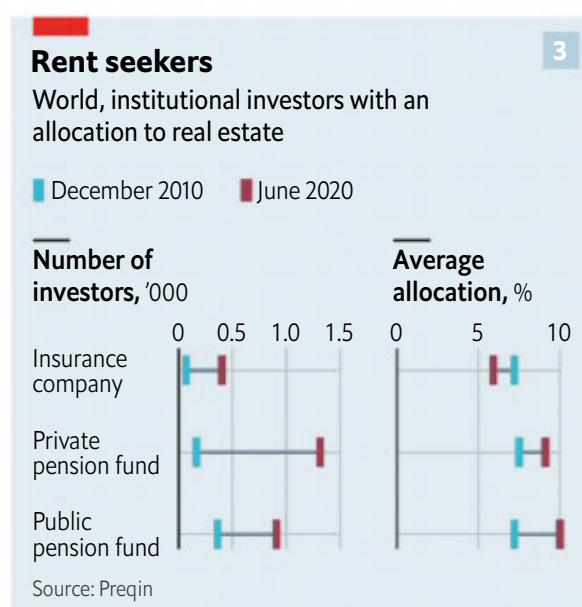 3
Rent seekers
World, institutional investors with an
allocation to real estate
December 2010 June 2020
Number of
investors, ’000
Average
allocation, %
0 0.5 1.0 1.5
0 5 10
Insurance
company
Private
pension fund
Public
pension fund
Source: Preqin